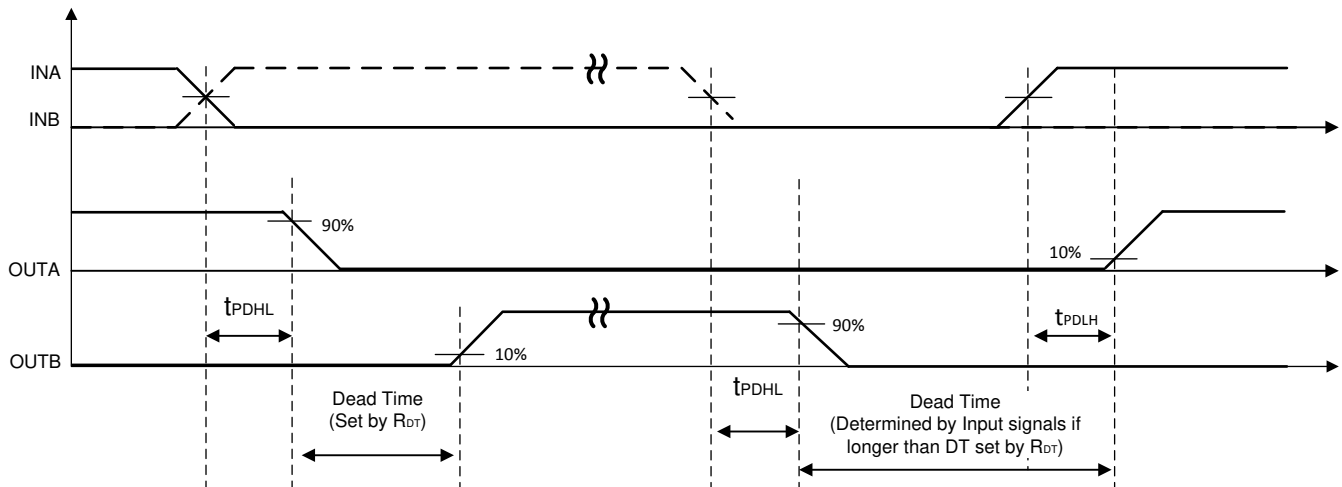 INA
INB
90%
10%
OUTA
tPDHL
tPDLH
90%
10%
OUTB
Dead Time
(Set by RDT)
tPDHL
Dead Time
(Determined by Input signals if
longer than DT set by RDT)